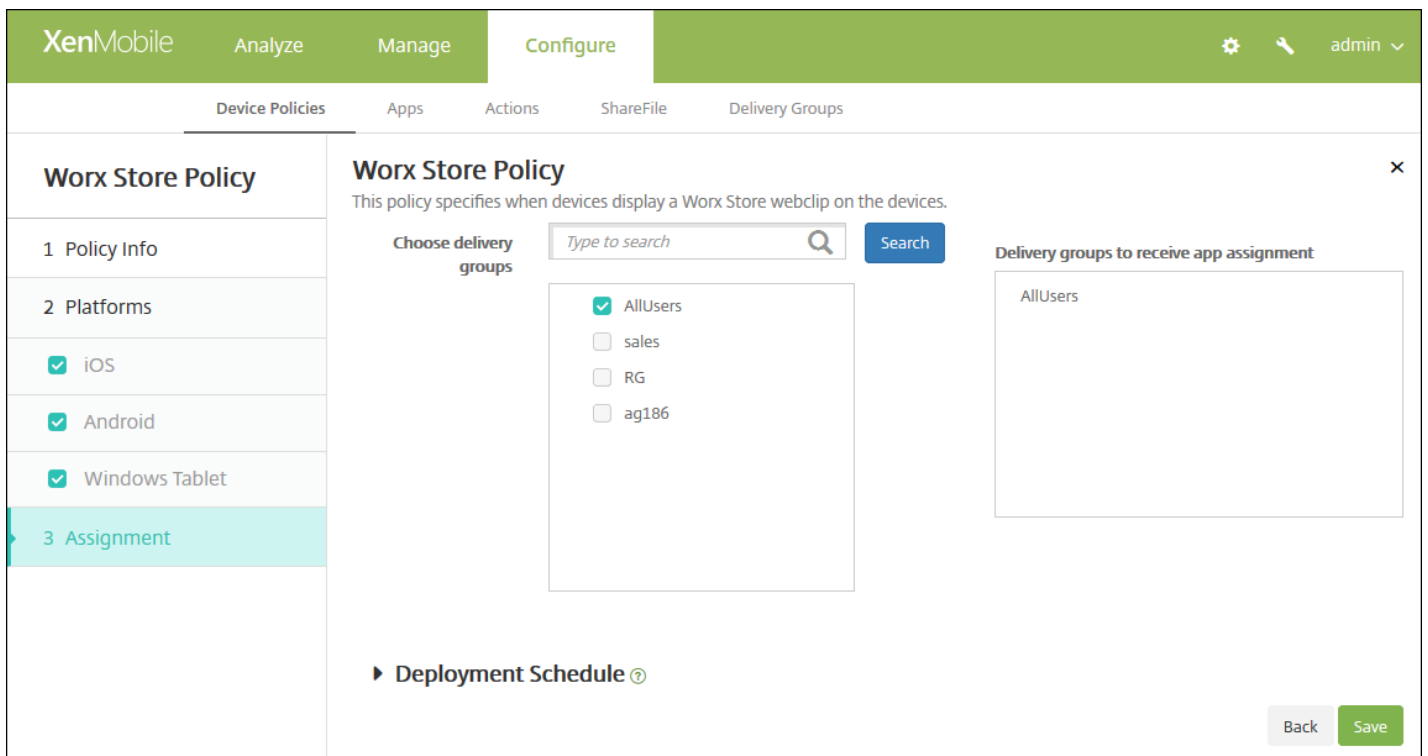 XenMobile Analyze Manage Configure admin
Device Policies Apps Actions ShareFile Delivery Groups
Worx Store Policy
1 Policy Info
2 Platforms
iOS
Android
Windows Tablet
3 Assignment
Worx Store Policy
This policy specifies when devices display a Worx Store webclip on the devices.
Choose delivery
groups
Type to search
Search
AllUsers
sales
RG
ag186
Delivery groups to receive app assignment
AllUsers
Deployment Schedule ?
Back Save